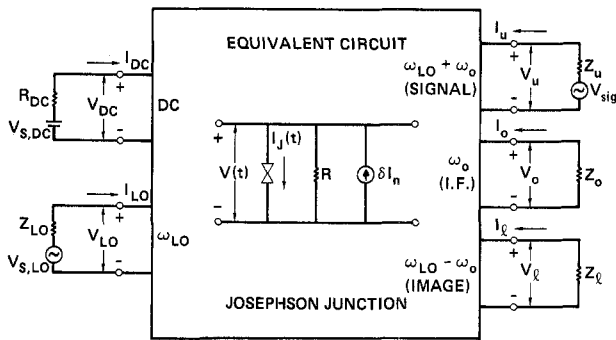 EQUIVALENT CIRCUIT
I_DC
+
R_DC
V_DC
DC
V_S,DC
-
I_LO
+
Z_LO
V_LO
ω_LO
V_S,LO
-
+
V(t)
-
I_J(t)
R
δI_n
ω_LO + ω_o
(SIGNAL)
I_u
+
V_u
Z_u
V_sig
-
ω_o
(I.F.)
I_o
+
V_o
Z_o
-
ω_LO - ω_o
(IMAGE)
I_ℓ
+
V_ℓ
Z_ℓ
-
JOSEPHSON JUNCTION